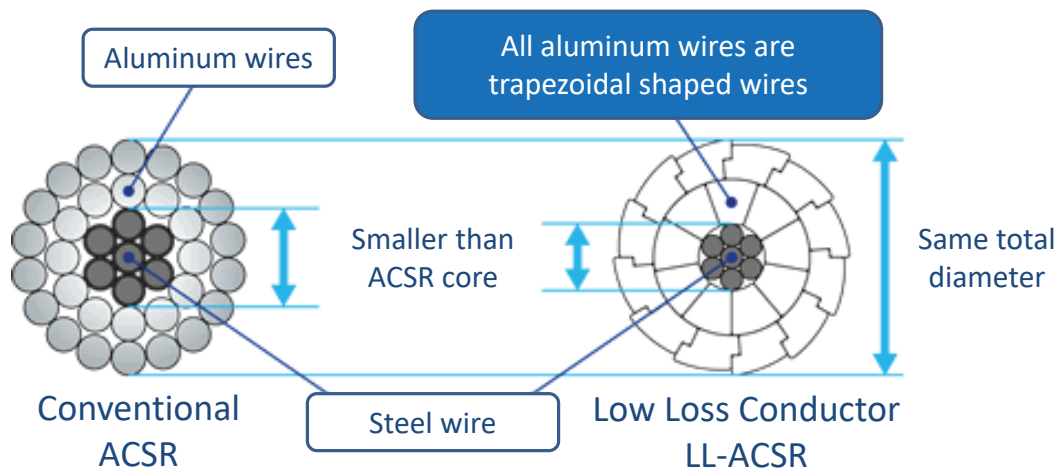 Aluminum wires
All aluminum wires are
trapezoidal shaped wires
Smaller than
ACSR core
Same total
diameter
Conventional
ACSR
Steel wire
Low Loss Conductor
LL-ACSR